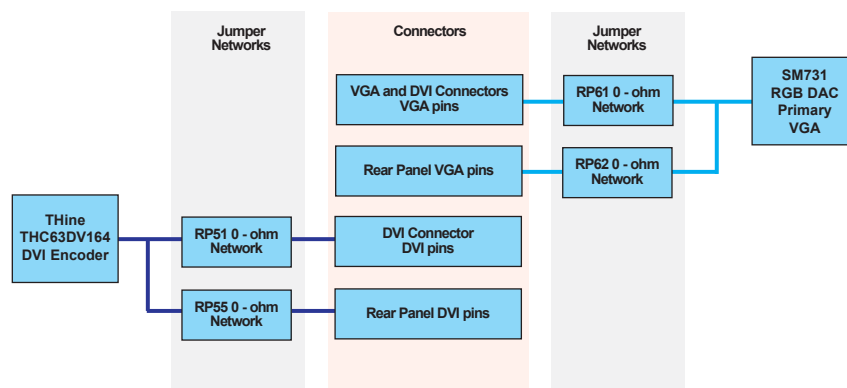 Jumper
Networks
Connectors
Jumper
Networks
VGA and DVI Connectors
VGA pins
RP61 0 - ohm
Network
SM731
RGB DAC
Primary
VGA
Rear Panel VGA pins
RP62 0 - ohm
Network
THine
THC63DV164
DVI Encoder
RP51 0 - ohm
Network
DVI Connector
DVI pins
RP55 0 - ohm
Network
Rear Panel DVI pins